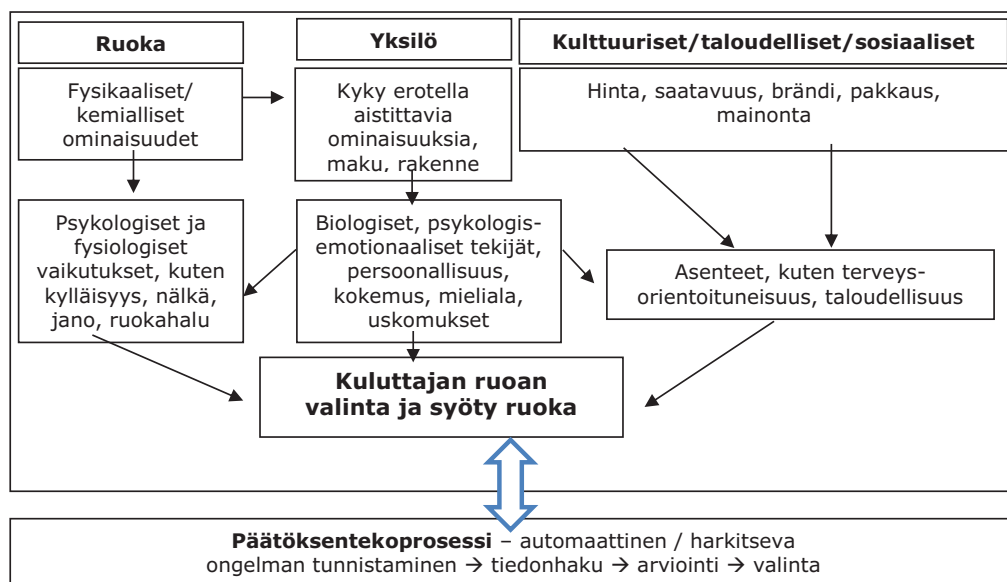 Ruoka
Yksilö
Kulttuuriset/taloudelliset/sosiaaliset
Fysikaaliset/
kemialliset
ominaisuudet
Kyky erotella
aistittavia
ominaisuuksia,
maku, rakenne
Hinta, saatavuus, brändi, pakkaus,
mainonta
Psykologiset ja
fysiologiset
vaikutukset, kuten
kylläisyys, nälkä,
jano, ruokahalu
Biologiset, psykologis-
emotionaaliset tekijät,
persoonallisuus,
kokemus, mieliala,
uskomukset
Asenteet, kuten terveys-
orientoituneisuus, taloudellisuus
Kuluttajan ruoan
valinta ja syöty ruoka
Päätöksentekoprosessi – automaattinen / harkitseva
ongelman tunnistaminen → tiedonhaku → arviointi → valinta